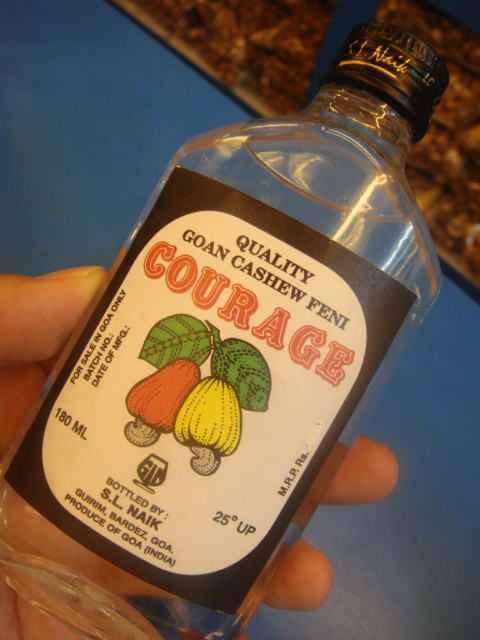 S.L. Naik
QUALITY
GOAN CASHEW FENI
COURAGE
FOR SALE IN GOA ONLY
BATCH NO.:
DATE OF MFG.:
180 ML
M.R.P. Rs.
BOTTLED BY:
S.L. NAIK
GUIRIM, BARDEZ, GOA.
PRODUCE OF GOA (INDIA)
25° UP